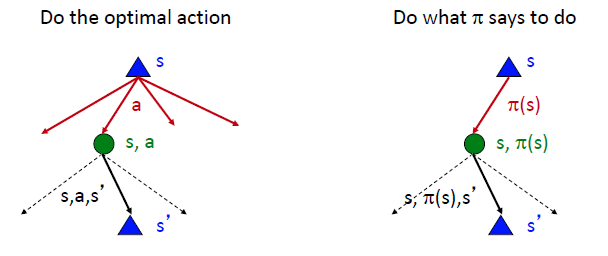 Do the optimal action
s
a
s, a
s,a,s’
s’
Do what π says to do
s
π(s)
s, π(s)
s, π(s),s’
s’